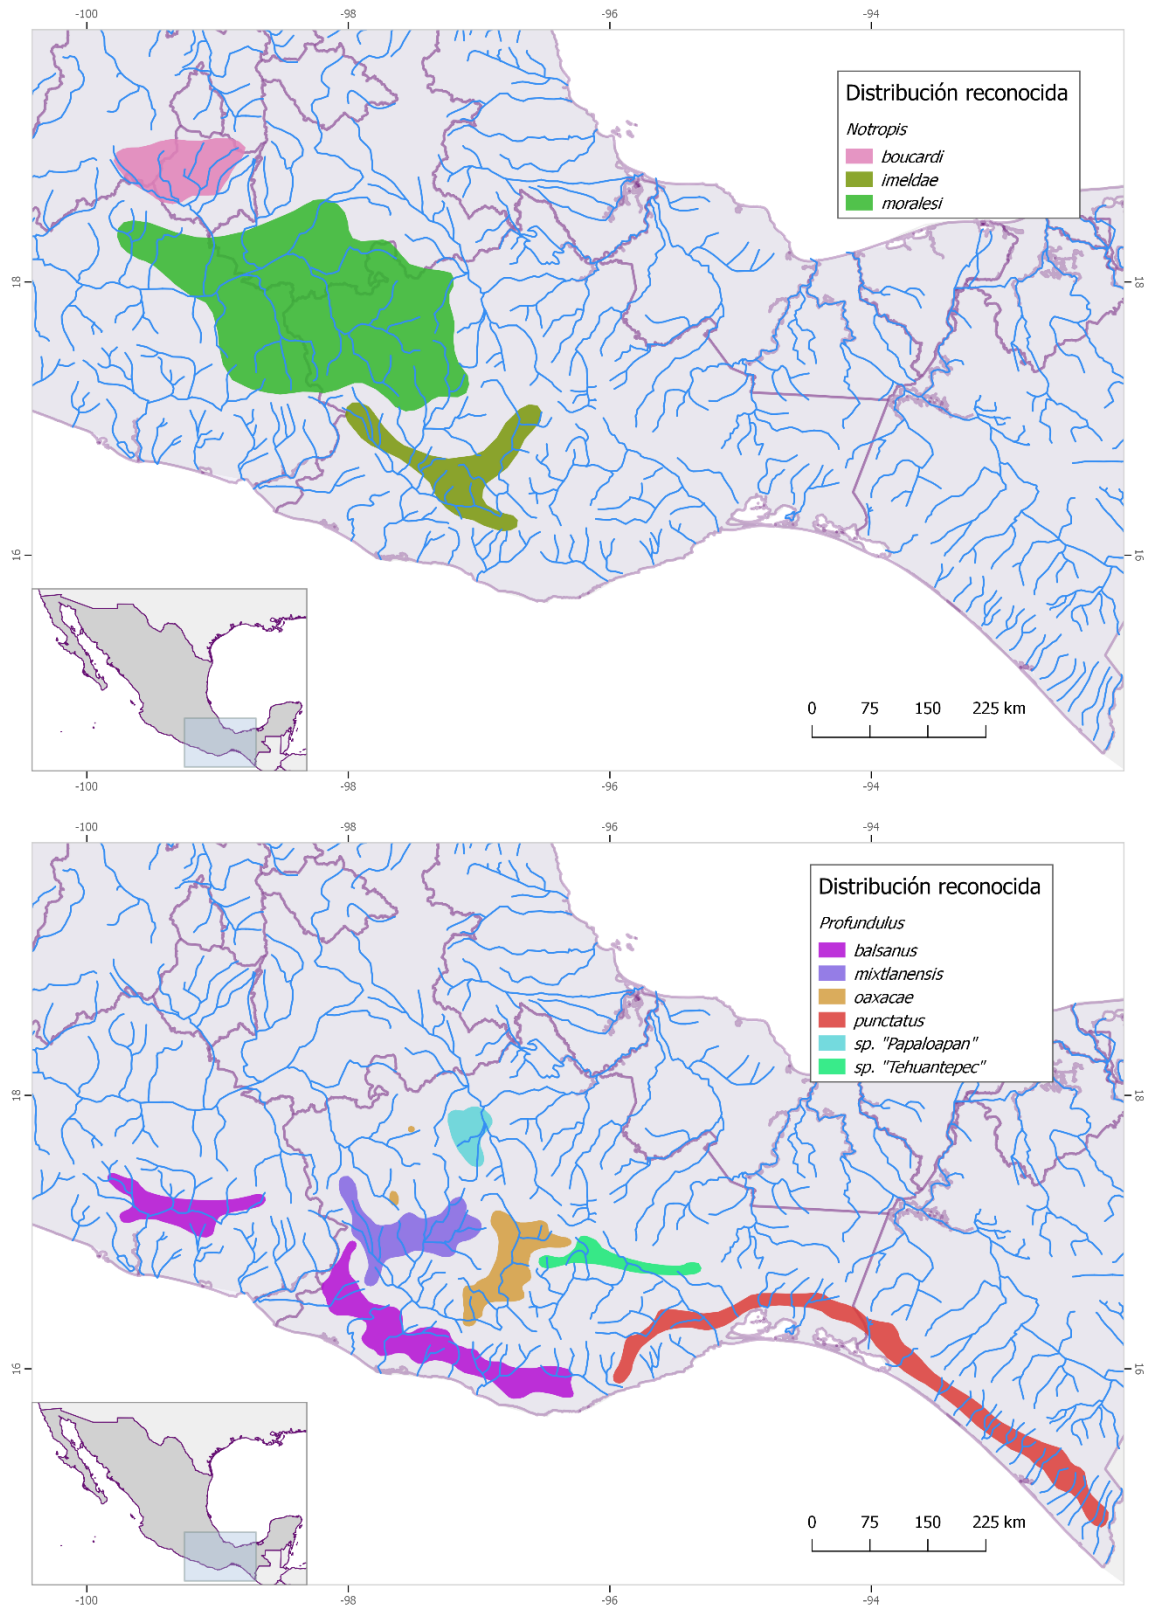 -100 -98 -96 -94
Distribución reconocida
Notropis
boucardi
imeldae
moralesi
18 18
16 16
0 75 150 225 km
-100 -98 -96 -94
-100 -98 -96 -94
Distribución reconocida
Profundulus
balsanus
mixtlanensis
oaxacae
punctatus
sp. "Papaloapan"
sp. "Tehuantepec"
18 18
16 16
0 75 150 225 km
-100 -98 -96 -94